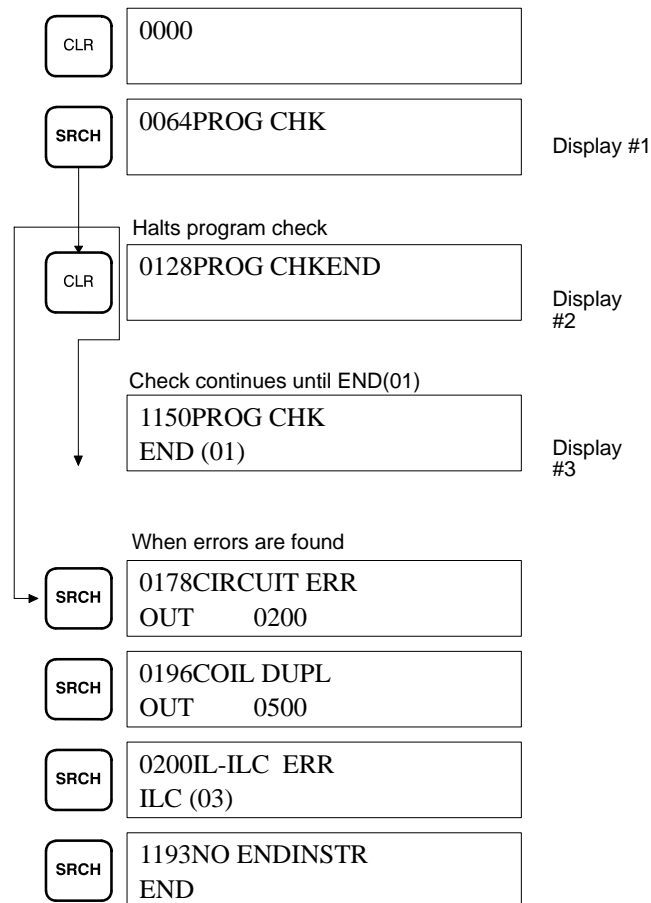 CLR
0000
SRCH
0064PROG CHK
Display #1
Halts program check
CLR
0128PROG CHKEND
Display
#2
Check continues until END(01)
1150PROG CHK
END (01)
Display
#3
When errors are found
SRCH
0178CIRCUIT ERR
OUT 0200
SRCH
0196COIL DUPL
OUT 0500
SRCH
0200IL-ILC ERR
ILC (03)
SRCH
1193NO ENDINSTR
END